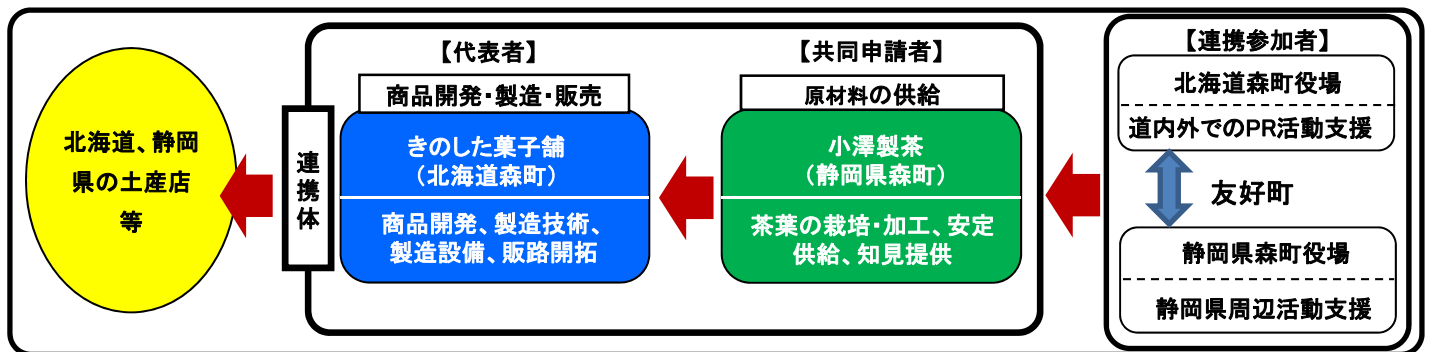 北海道、静岡
県の土産店
等
連携体
【代表者】
商品開発・製造・販売
きのした菓子舗
（北海道森町）
商品開発、製造技術、
製造設備、販路開拓
【共同申請者】
原材料の供給
小澤製茶
（静岡県森町）
茶葉の栽培・加工、安定
供給、知見提供
【連携参加者】
北海道森町役場
道内外でのPR活動支援
友好町
静岡県森町役場
静岡県周辺活動支援